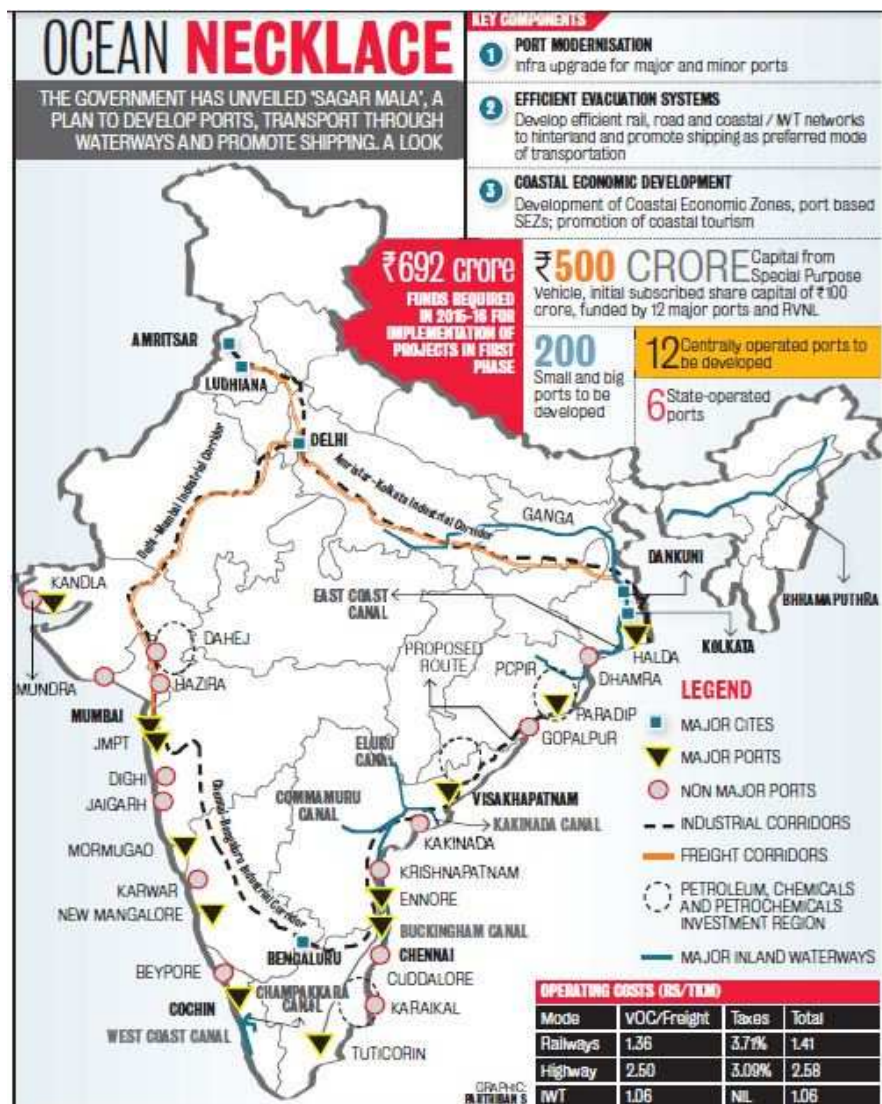 OCEAN NECKLACE
THE GOVERNMENT HAS UNVEILED 'SAGAR MALA', A
PLAN TO DEVELOP PORTS, TRANSPORT THROUGH
WATERWAYS AND PROMOTE SHIPPING. A LOOK
KEY COMPONENTS
1 PORT MODERNISATION
Infra upgrade for major and minor ports
2 EFFICIENT EVACUATION SYSTEMS
Develop efficient rail, road and coastal / IWT networks
to hinterland and promote shipping as preferred mode
of transportation
3 COASTAL ECONOMIC DEVELOPMENT
Development of Coastal Economic Zones, port based
SEZs; promotion of coastal tourism
₹692 crore
FUNDS REQUIRED
IN 2015-16 FOR
IMPLEMENTATION OF
PROJECTS IN FIRST
PHASE
₹500 CRORE Capital from
Special Purpose
Vehicle, initial subscribed share capital of ₹100
crore, funded by 12 major ports and RVNL
200
Small and big
ports to be
developed
12 Centrally operated ports to
be developed
6 State-operated
ports
AMRITSAR
LUDHIANA
DELHI
Delhi-Mumbai Industrial Corridor
Amristar-Kolkata Industrial Corridor
GANGA
DANKUNI
BHRAMAPUTHRA
KANDLA
EAST COAST
CANAL
DAHEJ
PROPOSED
ROUTE
HALDA
KOLKATA
MUNDRA
HAZIRA
PCPIR
DHAMRA
MUMBAI
PARADIP
JMPT
GOPALPUR
ELURU
CANAL
DIGHI
COMMAMURU
CANAL
VISAKHAPATNAM
JAIGARH
KAKINADA CANAL
KAKINADA
MORMUGAO
Chennai-Bengaluru Industrial Corridor
KRISHNAPATNAM
KARWAR
ENNORE
NEW MANGALORE
BUCKINGHAM CANAL
BENGALURU
CHENNAI
BEYPORE
CUDDALORE
COCHIN
CHAMPAKKARA
CANAL
KARAIKAL
WEST COAST CANAL
TUTICORIN
LEGEND
MAJOR CITES
MAJOR PORTS
NON MAJOR PORTS
INDUSTRIAL CORRIDORS
FREIGHT CORRIDORS
PETROLEUM, CHEMICALS
AND PETROCHEMICALS
INVESTMENT REGION
MAJOR INLAND WATERWAYS
OPERATING COSTS (RS/TKM)
Mode VOC/Freight Taxes Total
Railways 1.36 3.71% 1.41
Highway 2.50 3.09% 2.58
IWT 1.06 NIL 1.06
GRAPHIC:
PARTHIBAN S